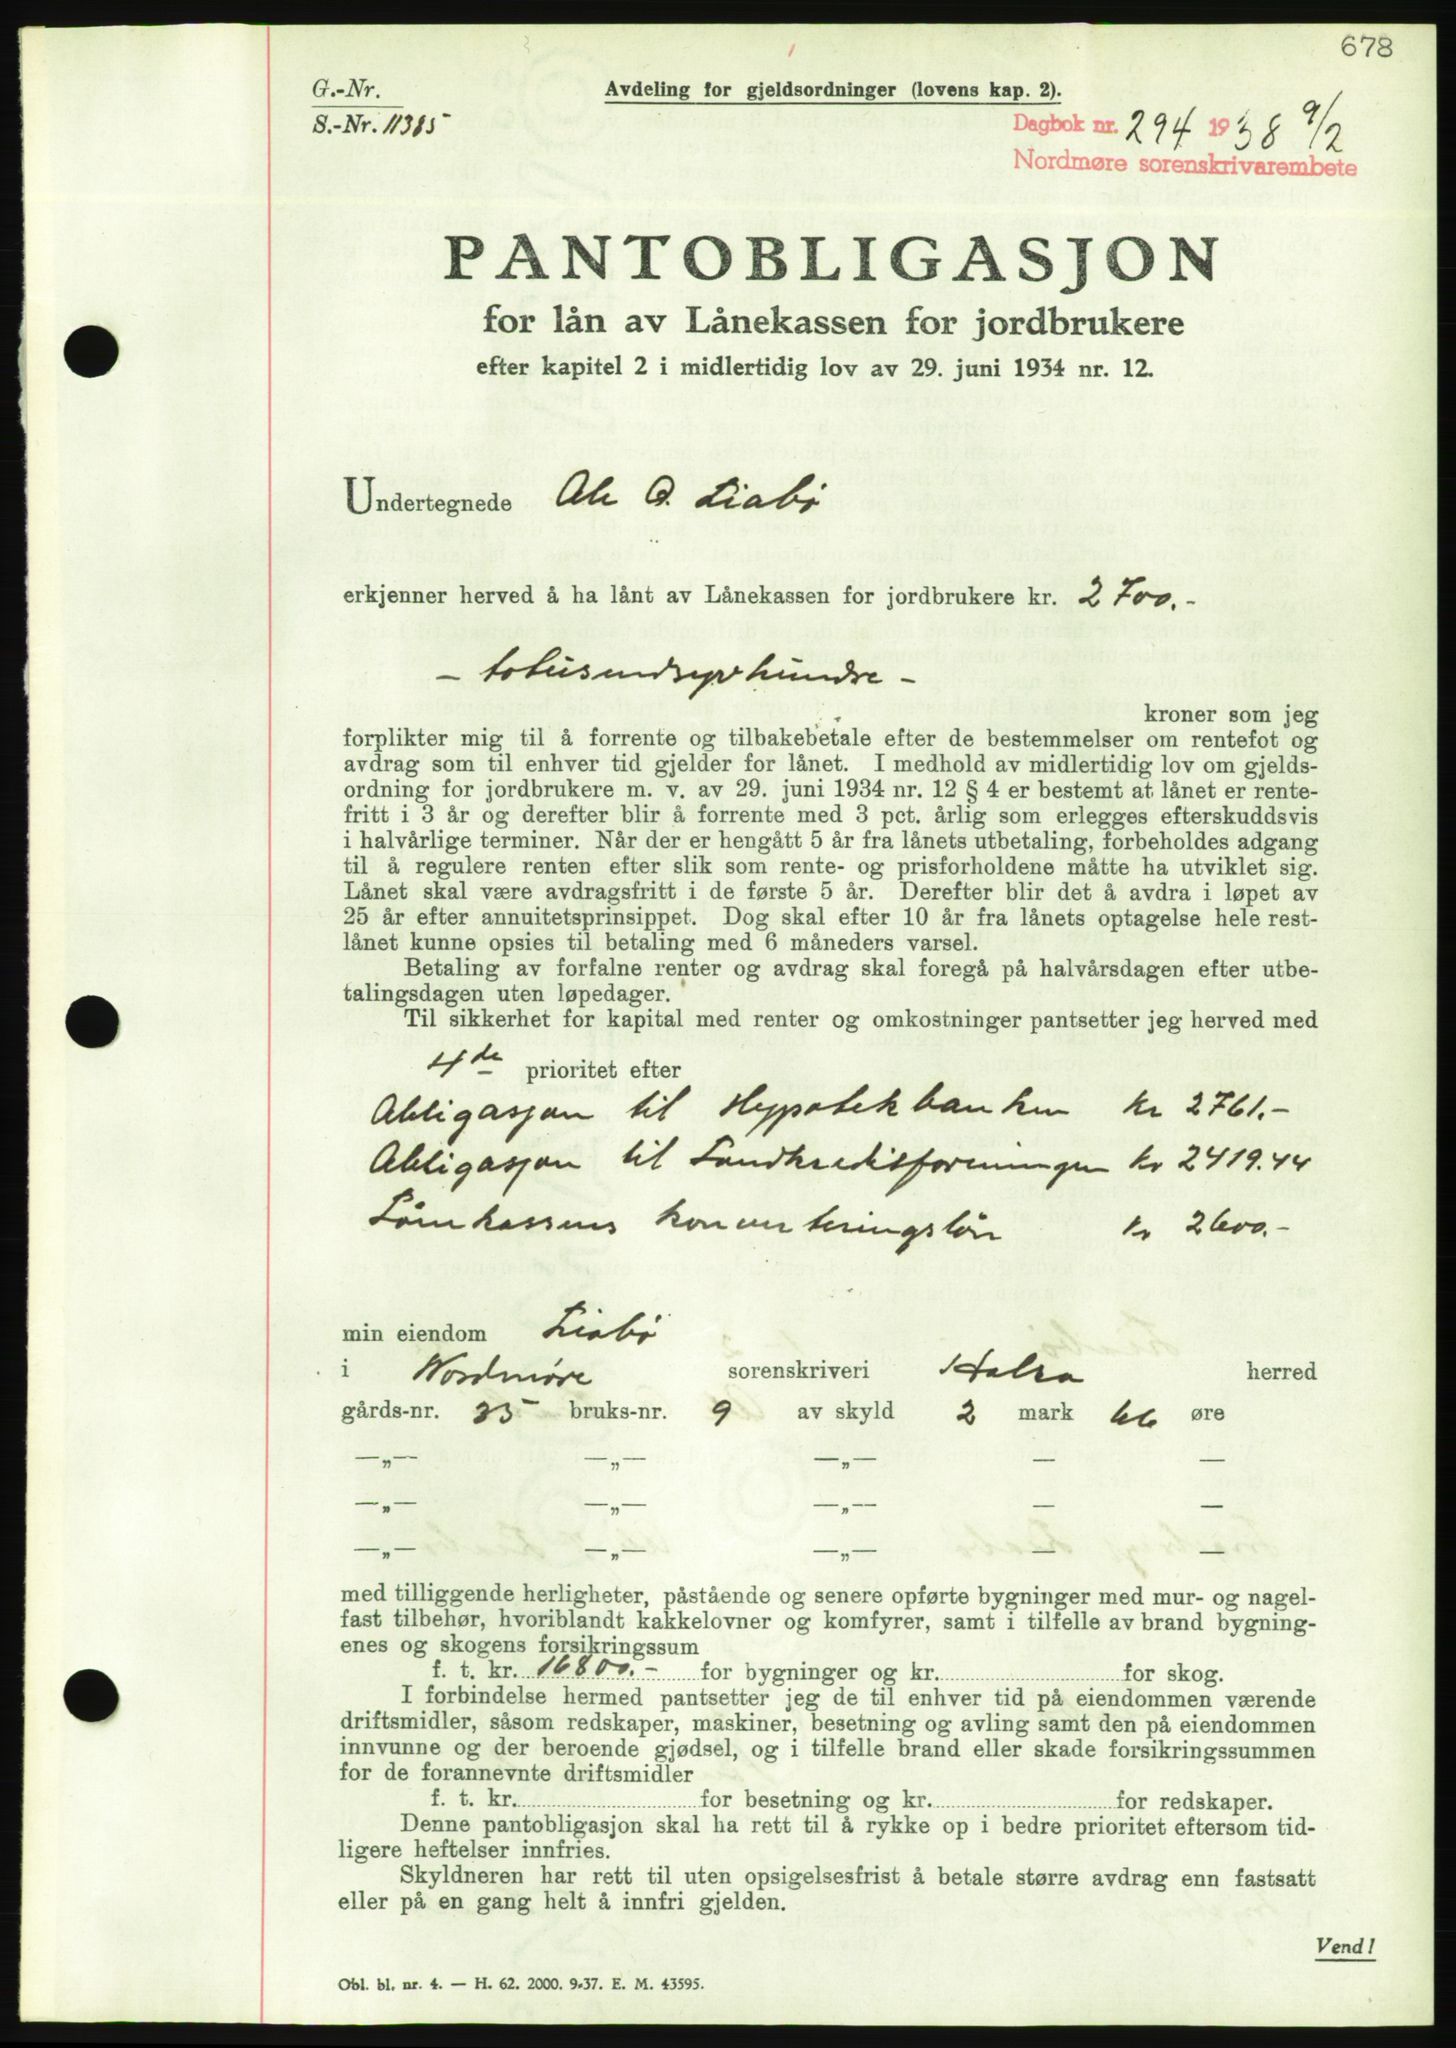 678
G.-Nr.
Avdeling for gjeldsordninger (lovens kap. 2).
S.-Nr. 11385
Dagbok nr. 294 1938 9/2
Nordmøre sorenskrivarembete
PANTOBLIGASJON
for lån av Lånekassen for jordbrukere
efter kapitel 2 i midlertidig lov av 29. juni 1934 nr. 12.
Undertegnede Ole O. Liabø
erkjenner herved å ha lånt av Lånekassen for jordbrukere kr. 2700.-
- totusendsyvhundre -
kroner som jeg
forplikter mig til å forrente og tilbakebetale efter de bestemmelser om rentefot og
avdrag som til enhver tid gjelder for lånet. I medhold av midlertidig lov om gjelds-
ordning for jordbrukere m. v. av 29. juni 1934 nr. 12 § 4 er bestemt at lånet er rente-
fritt i 3 år og derefter blir å forrente med 3 pct. årlig som erlegges efterskuddsvis
i halvårlige terminer. Når der er hengått 5 år fra lånets utbetaling, forbeholdes adgang
til å regulere renten efter slik som rente- og prisforholdene måtte ha utviklet sig.
Lånet skal være avdragsfritt i de første 5 år. Derefter blir det å avdra i løpet av
25 år efter annuitetsprinsippet. Dog skal efter 10 år fra lånets optagelse hele rest-
lånet kunne opsies til betaling med 6 måneders varsel.
Betaling av forfalne renter og avdrag skal foregå på halvårsdagen efter utbe-
talingsdagen uten løpedager.
Til sikkerhet for kapital med renter og omkostninger pantsetter jeg herved med
4de prioritet efter
Obligasjon til Hypotekbanken kr 2761.-
Obligasjon til Landkredisforeningen kr 2419.44
Lånekassens konverteringslån kr 2600.-
min eiendom Liabø
i Nordmøre sorenskriveri Halsa herred
gårds-nr. 35 bruks-nr. 9 av skyld 2 mark 66 øre
—„— —„— —„— — —
—„— —„— —„— — —
—„— —„— —„— — —
med tilliggende herligheter, påstående og senere opførte bygninger med mur- og nagel-
fast tilbehør, hvoriblandt kakkelovner og komfyrer, samt i tilfelle av brand bygning-
enes og skogens forsikringssum
f. t. kr. 16800.- for bygninger og kr. for skog.
I forbindelse hermed pantsetter jeg de til enhver tid på eiendommen værende
driftsmidler, såsom redskaper, maskiner, besetning og avling samt den på eiendommen
innvunne og der beroende gjødsel, og i tilfelle brand eller skade forsikringssummen
for de forannevnte driftsmidler
f. t. kr. for besetning og kr. for redskaper.
Denne pantobligasjon skal ha rett til å rykke op i bedre prioritet eftersom tid-
ligere heftelser innfries.
Skyldneren har rett til uten opsigelsesfrist å betale større avdrag enn fastsatt
eller på en gang helt å innfri gjelden.
Vend!
Obl. bl. nr. 4. — H. 62. 2000. 9-37. E. M. 43595.